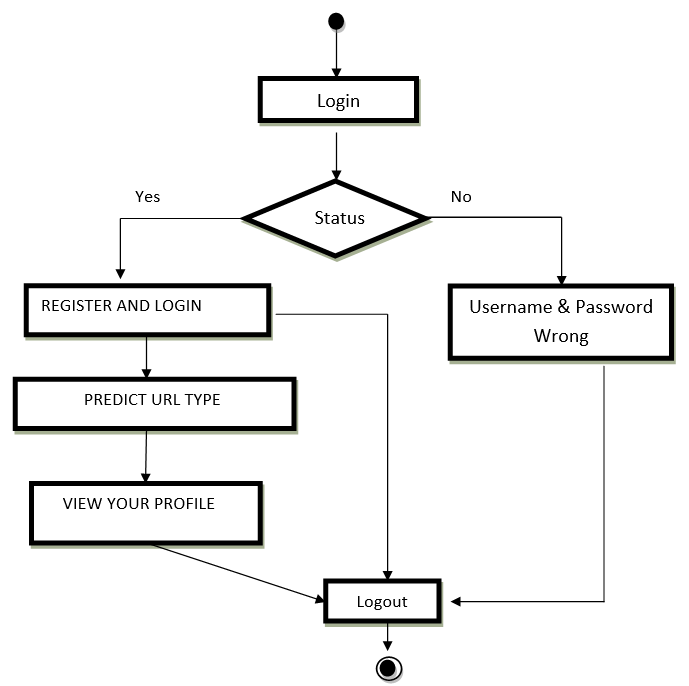 Login
Yes
No
Status
REGISTER AND LOGIN
Username & Password
Wrong
PREDICT URL TYPE
VIEW YOUR PROFILE
Logout